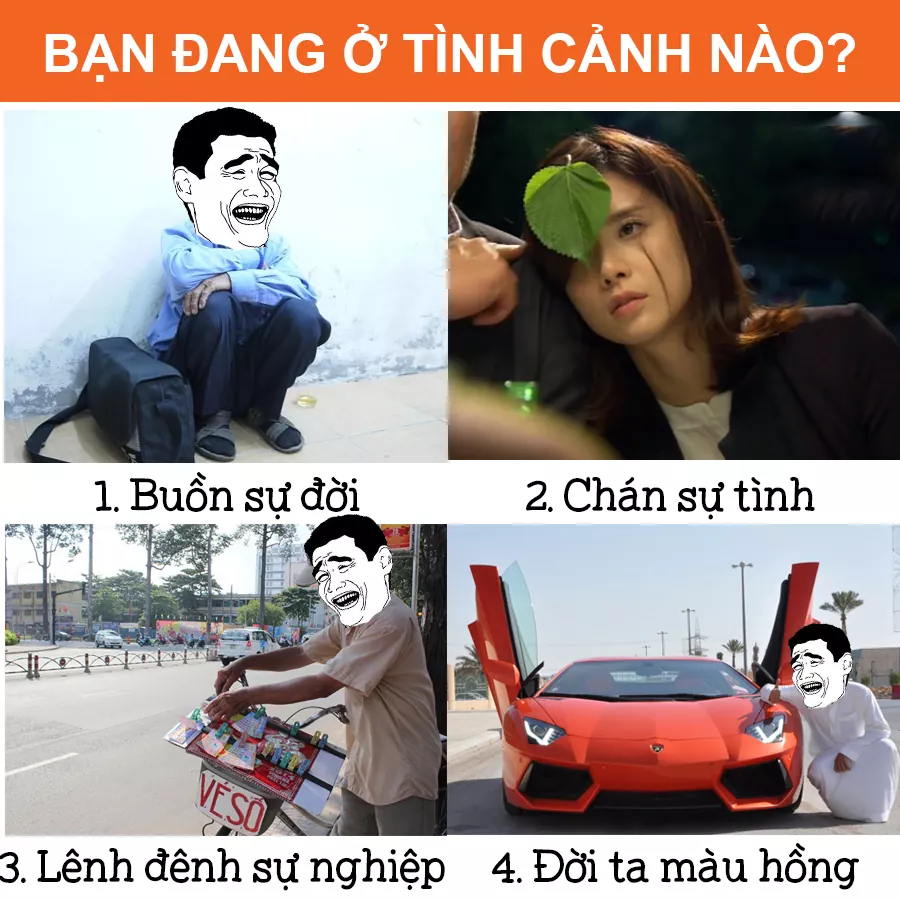 BẠN ĐANG Ở TÌNH CẢNH NÀO?
1. Buồn sự đời
2. Chán sự tình
VÉ SỐ
3. Lênh đênh sự nghiệp
4. Đời ta màu hồng